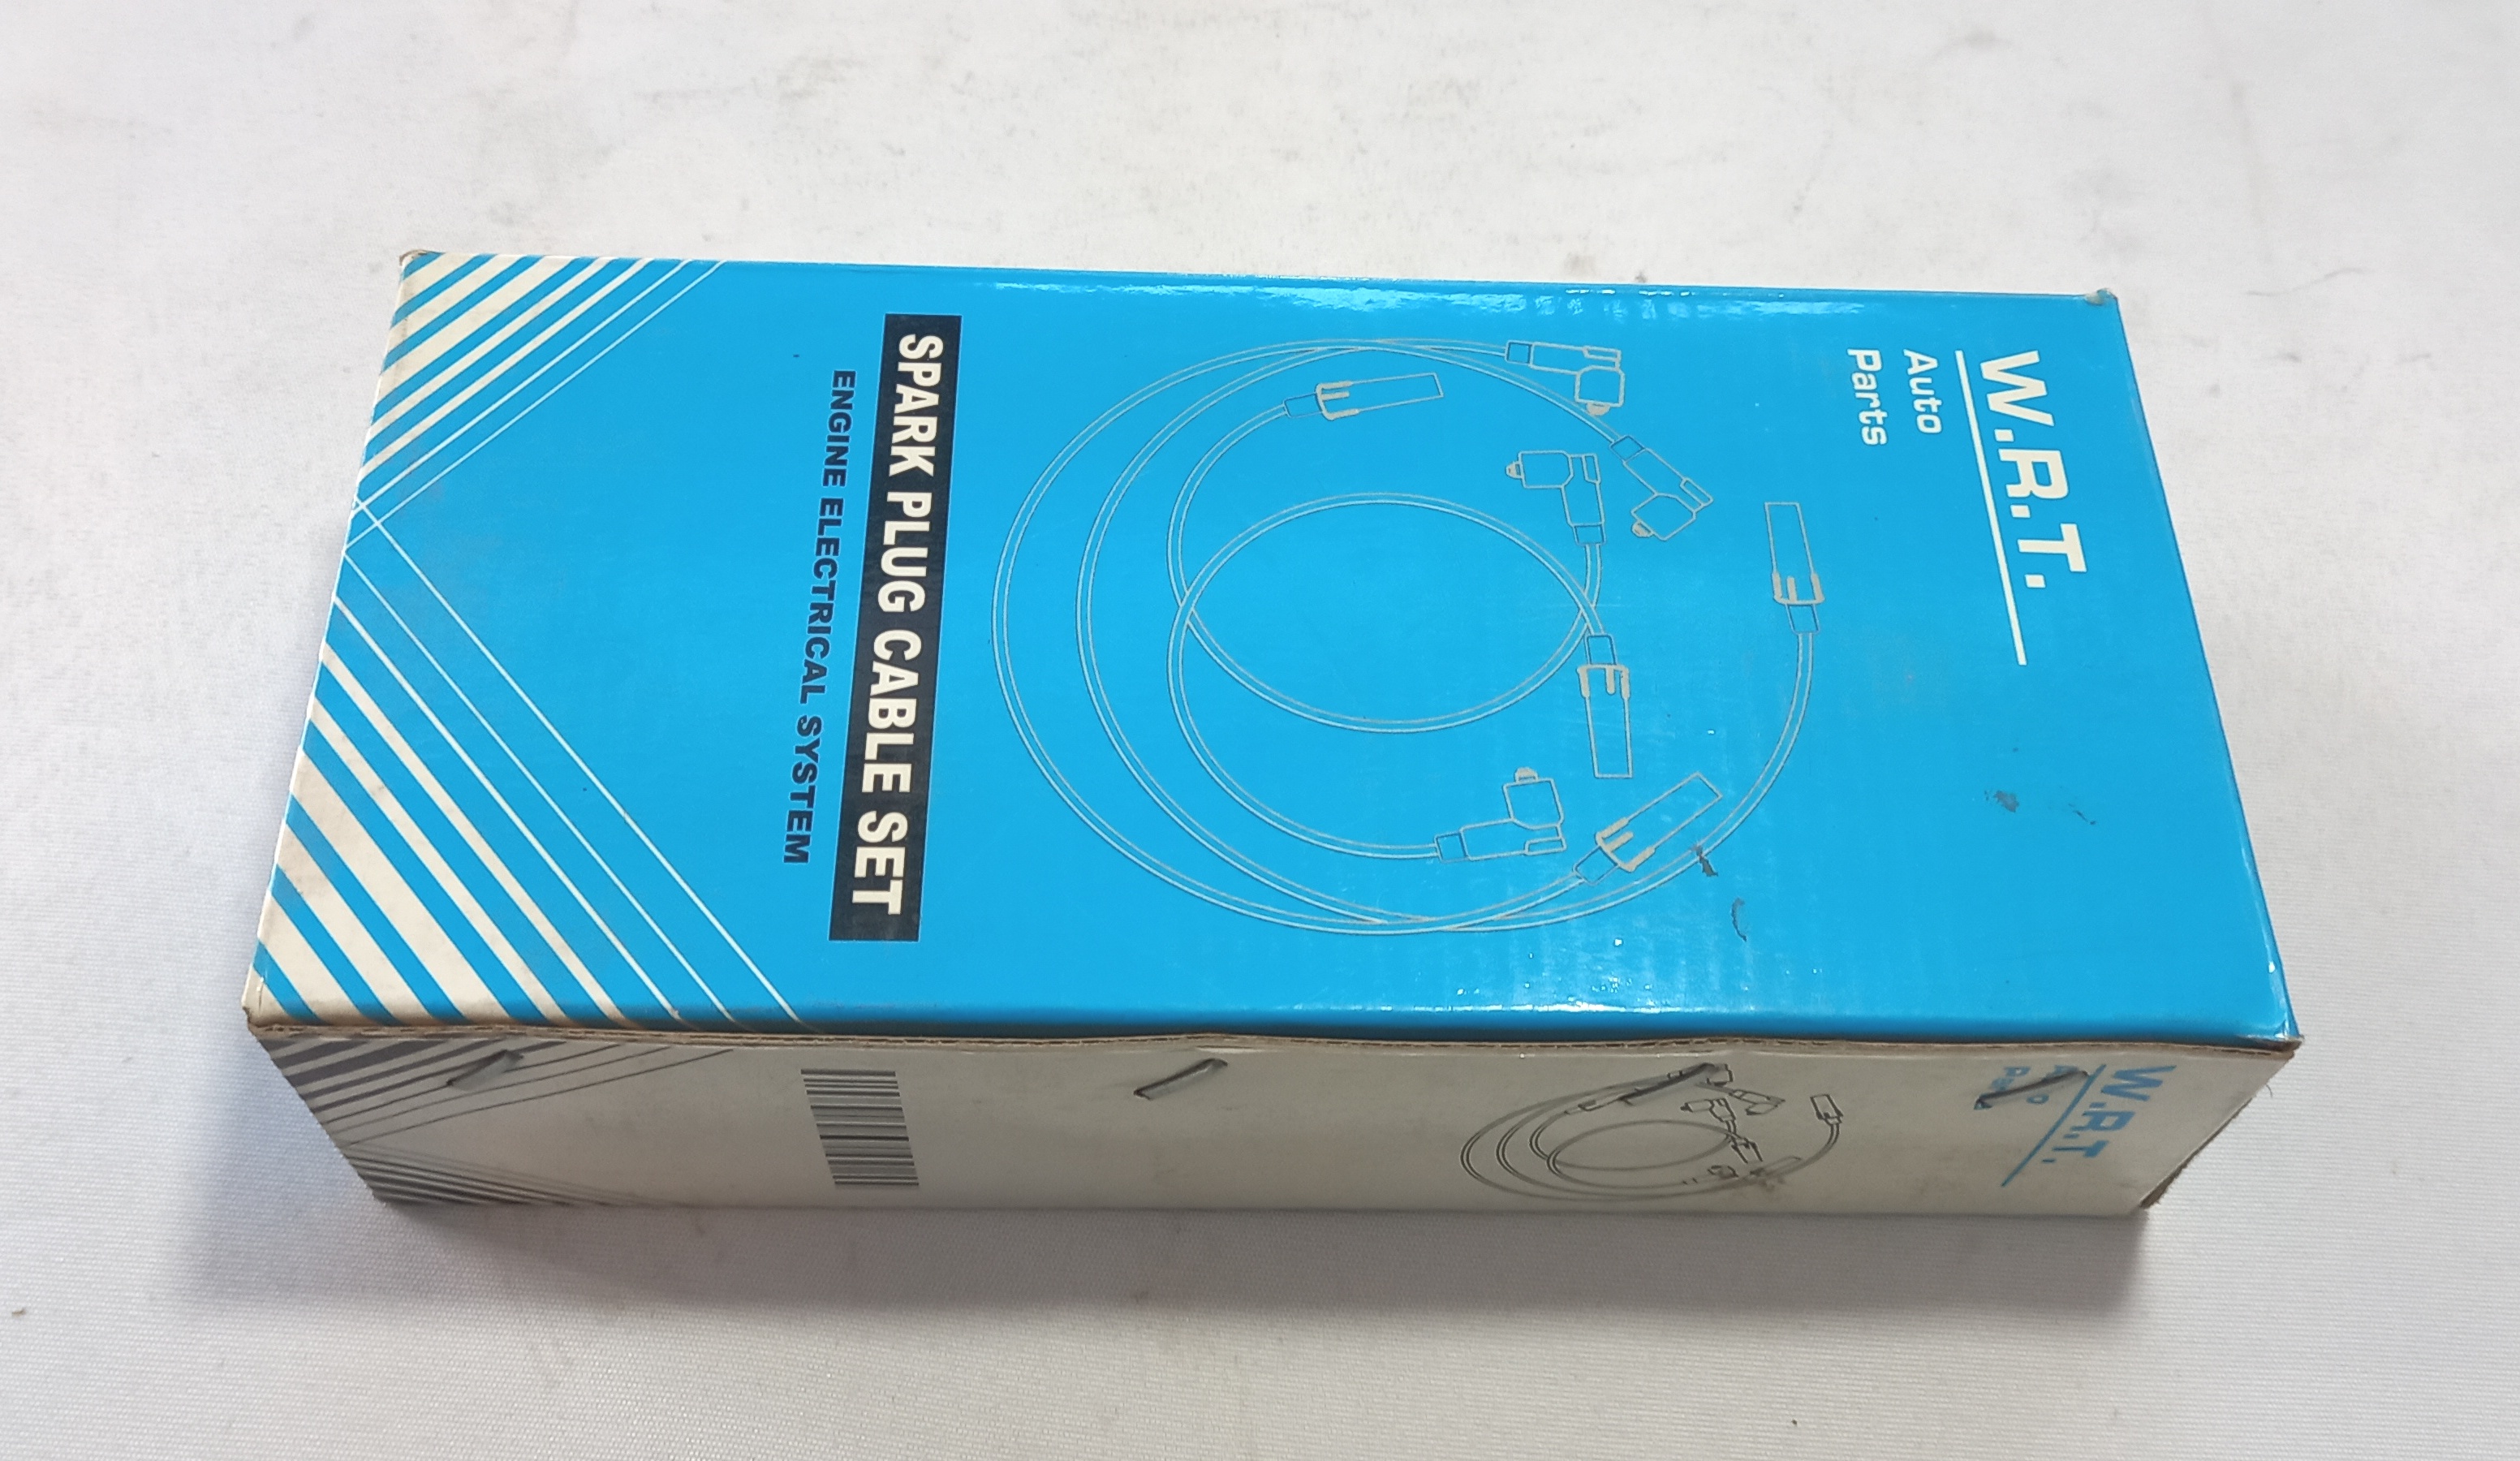 W.R.T.
Auto
Parts
SPARK PLUG CABLE SET
ENGINE ELECTRICAL SYSTEM
W.R.T.